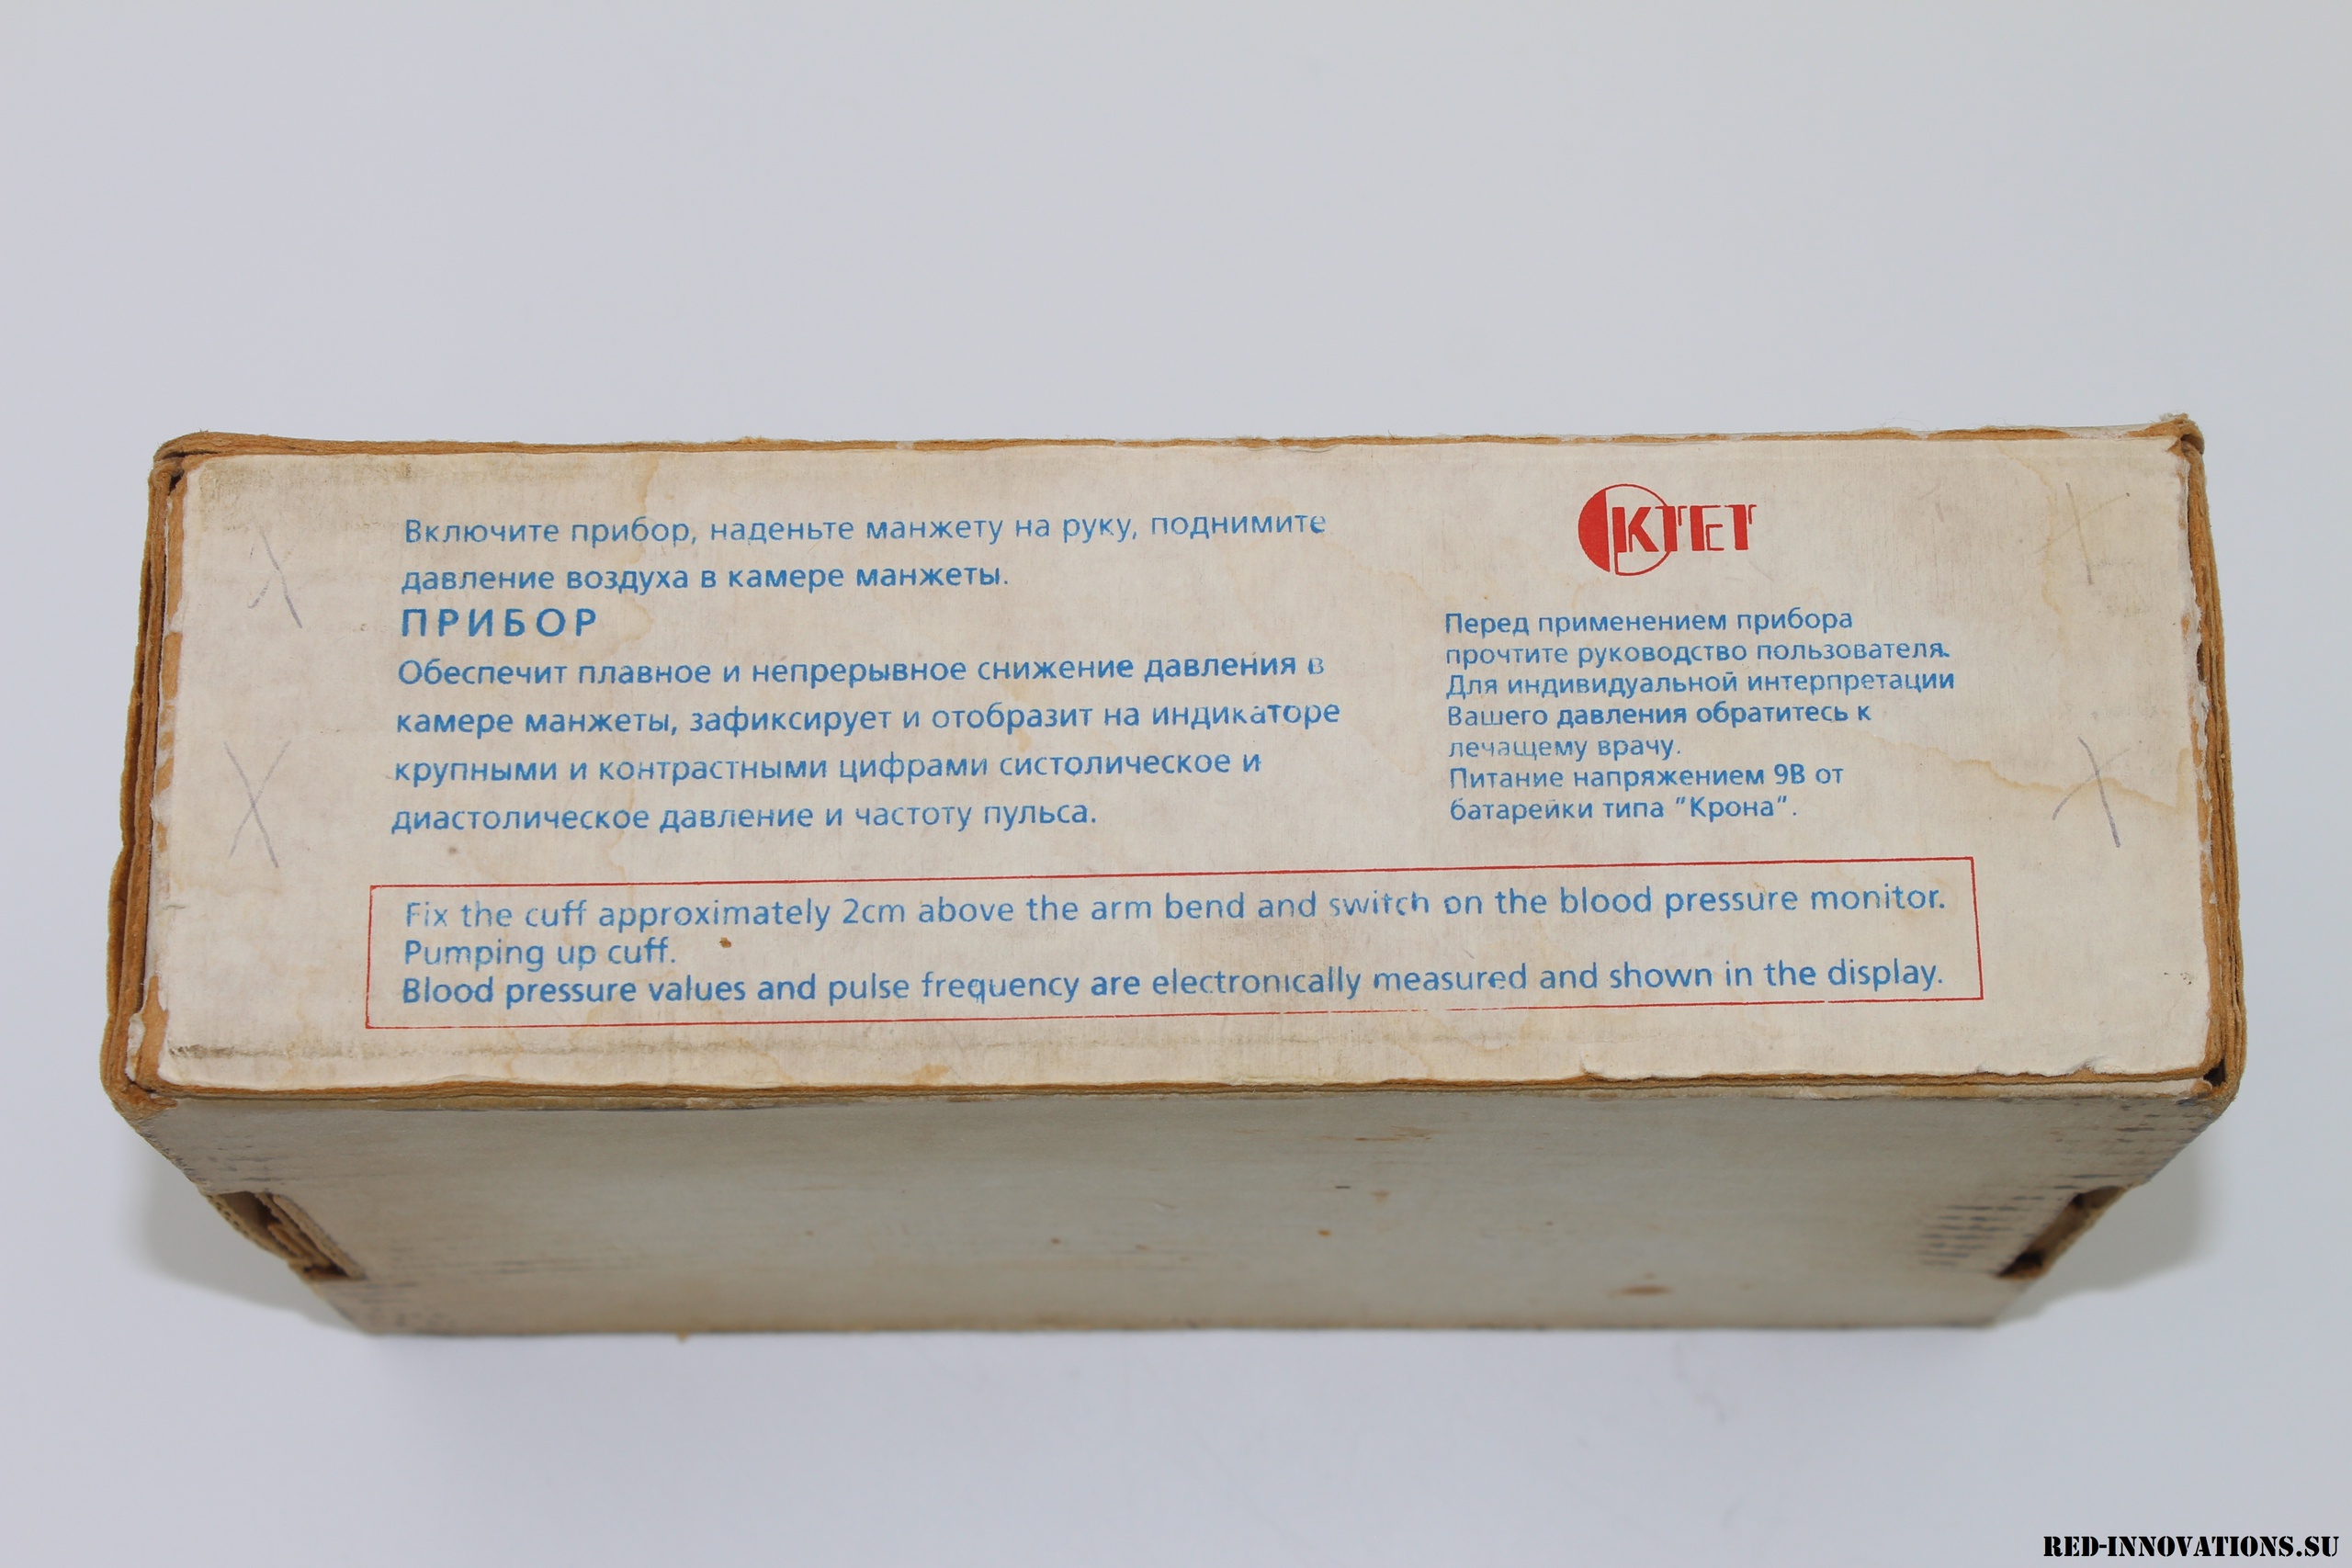 Включите прибор, наденьте манжету на руку, поднимите
давление воздуха в камере манжеты.
ПРИБОР
Обеспечит плавное и непрерывное снижение давления в
камере манжеты, зафиксирует и отобразит на индикаторе
крупными и контрастными цифрами систолическое и
диастолическое давление и частоту пульса.
КТЕТ
Перед применением прибора
прочтите руководство пользователя.
Для индивидуальной интерпретации
Вашего давления обратитесь к
лечащему врачу.
Питание напряжением 9В от
батарейки типа "Крона".
Fix the cuff approximately 2cm above the arm bend and switch on the blood pressure monitor.
Pumping up cuff.
Blood pressure values and pulse frequency are electronically measured and shown in the display.
RED-INNOVATIONS.SU